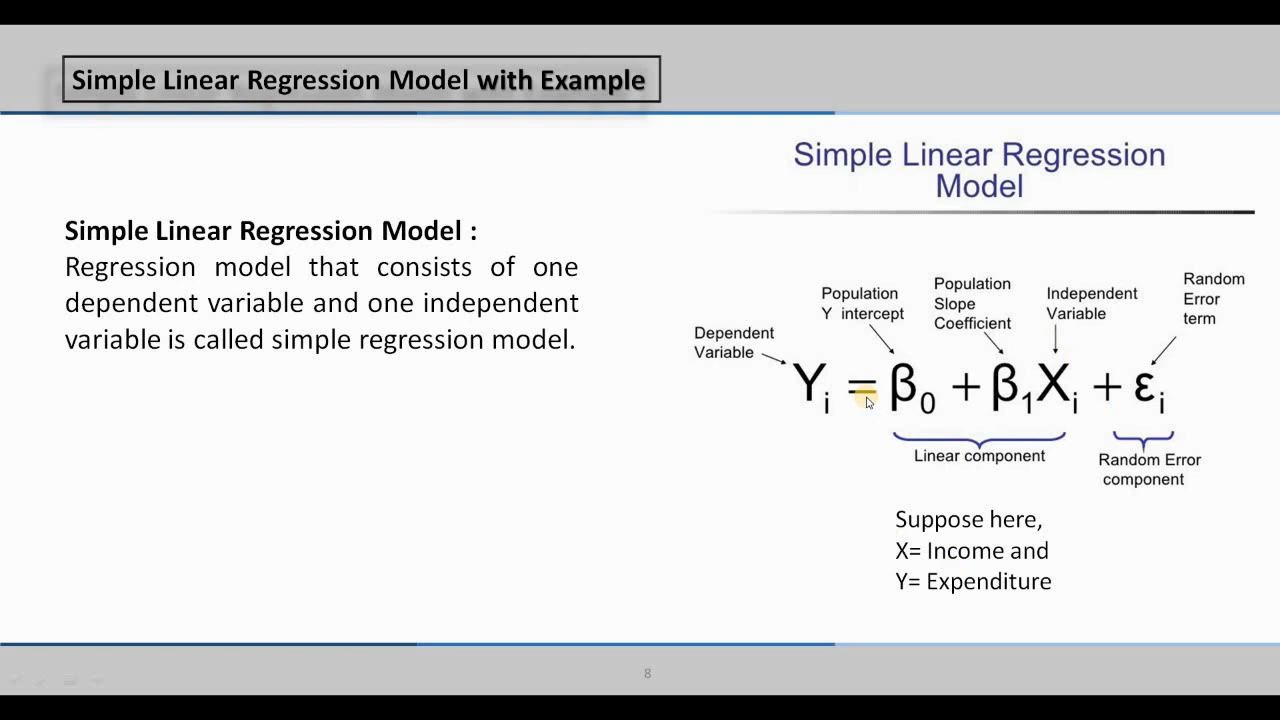 Simple Linear Regression Model with Example
Simple Linear Regression Model :
Regression model that consists of one
dependent variable and one independent
variable is called simple regression model.
Simple Linear Regression
Model
Dependent
Variable
Population
Y intercept
Population
Slope
Coefficient
Independent
Variable
Random
Error
term
Yᵢ = β₀ + β₁Xᵢ + εᵢ
Linear component
Random Error
component
Suppose here,
X= Income and
Y= Expenditure
8